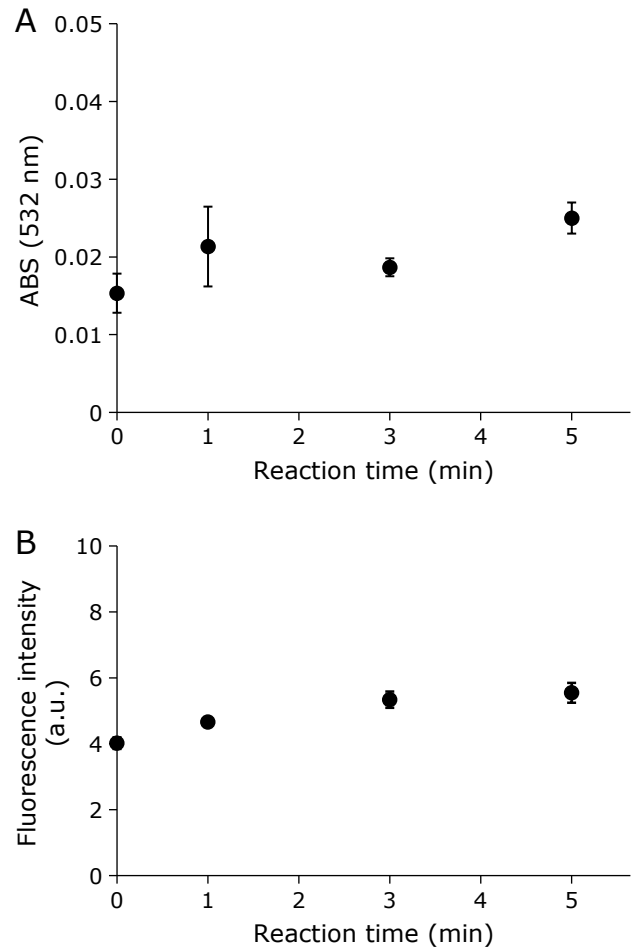 A
0.05
0.04
0.03
0.02
0.01
0
ABS (532 nm)
0 1 2 3 4 5
Reaction time (min)
B
10
8
6
4
2
0
Fluorescence intensity
(a.u.)
0 1 2 3 4 5
Reaction time (min)